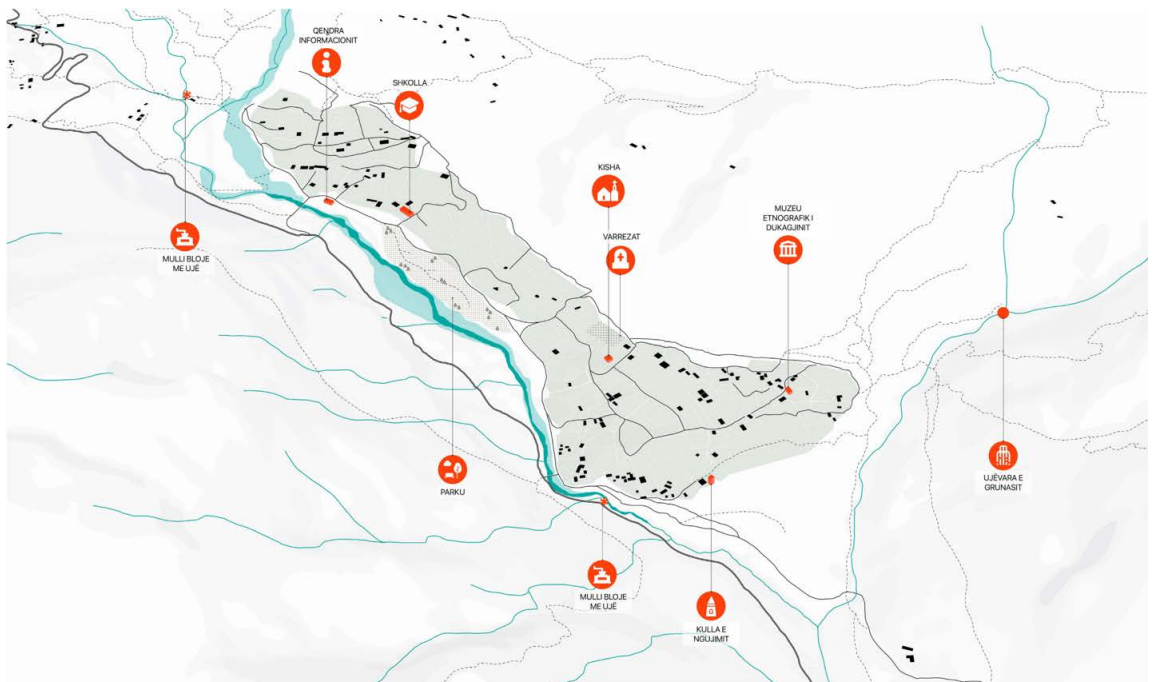 QENDRA
INFORMACIONIT
SHKOLLA
KISHA
MUZEU
ETNOGRAFIK I
DUKAGJINIT
VARREZAT
MULLI BLOJE
ME UJË
UJËVARA E
GRUNASIT
PARKU
MULLI BLOJE
ME UJË
KULLA E
NGUJIMIT